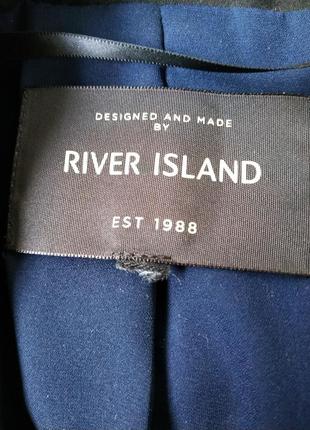 DESIGNED AND MADE
BY
RIVER ISLAND
EST 1988